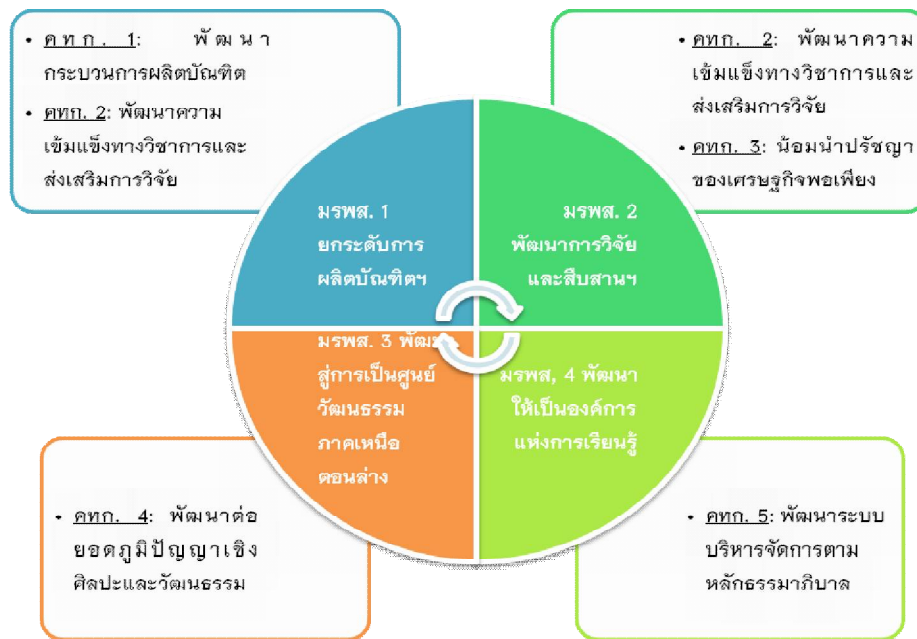 • คทก. 1: พัฒนา
กระบวนการผลิตบัณฑิต
• คทก. 2: พัฒนาความ
เข้มแข็งทางวิชาการและ
ส่งเสริมการวิจัย
• คทก. 2: พัฒนาความ
เข้มแข็งทางวิชาการและ
ส่งเสริมการวิจัย
• คทก. 3: น้อมนำปรัชญา
ของเศรษฐกิจพอเพียง
มรพส. 1
ยกระดับการ
ผลิตบัณฑิตฯ
มรพส. 2
พัฒนาการวิจัย
และสืบสานฯ
มรพส. 3 พัฒน
สู่การเป็นศูนย์
วัฒนธรรม
ภาคเหนือ
ตอนล่าง
มรพส, 4 พัฒนา
ให้เป็นองค์การ
แห่งการเรียนรู้
• คทก. 4: พัฒนาต่อ
ยอดภูมิปัญญาเชิง
ศิลปะและวัฒนธรรม
• คทก. 5: พัฒนาระบบ
บริหารจัดการตาม
หลักธรรมาภิบาล